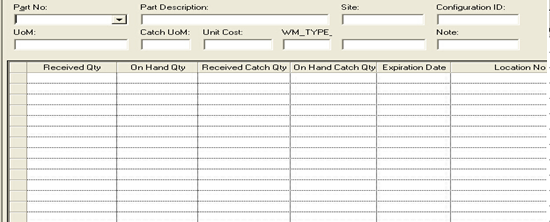 Part No: Part Description: Site: Configuration ID:
UoM: Catch UoM: Unit Cost: WM_TYPE_ Note:
Received Qty On Hand Qty Received Catch Qty On Hand Catch Qty Expiration Date Location No